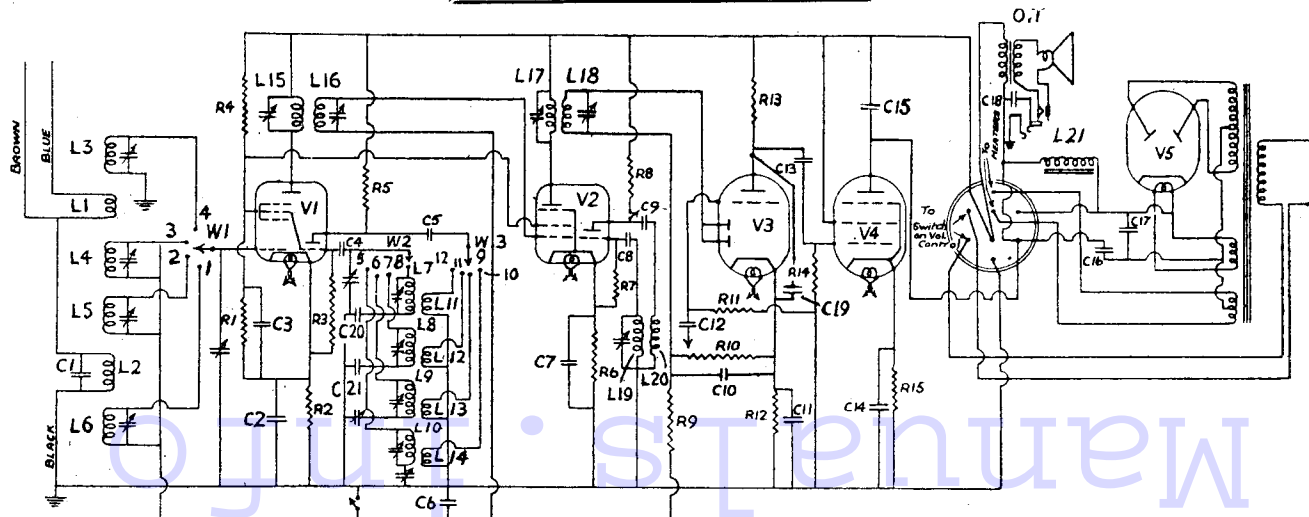 O.T
L15
L16
L17
L18
R4
R13
C15
C18
BROWN
BLUE
L3
L1
TO HEATERS
L21
V5
R5
R8
C13
3
4
W1
V1
V2
C9
V3
V4
To Switch on Vol. Control
C17
L4
2
1
C4
C5
W2
W.3
C8
C16
5
6
7
8
L7
12
11
9
10
R7
R14
L5
R1
C3
R3
L11
R11
C19
C20
L8
C12
C1
L2
L12
C7
R10
C21
L9
R6
L19
L20
C10
R15
L6
C2
R2
L13
R9
R12
C11
C14
L10
BLACK
L14
C6
Manuals.info